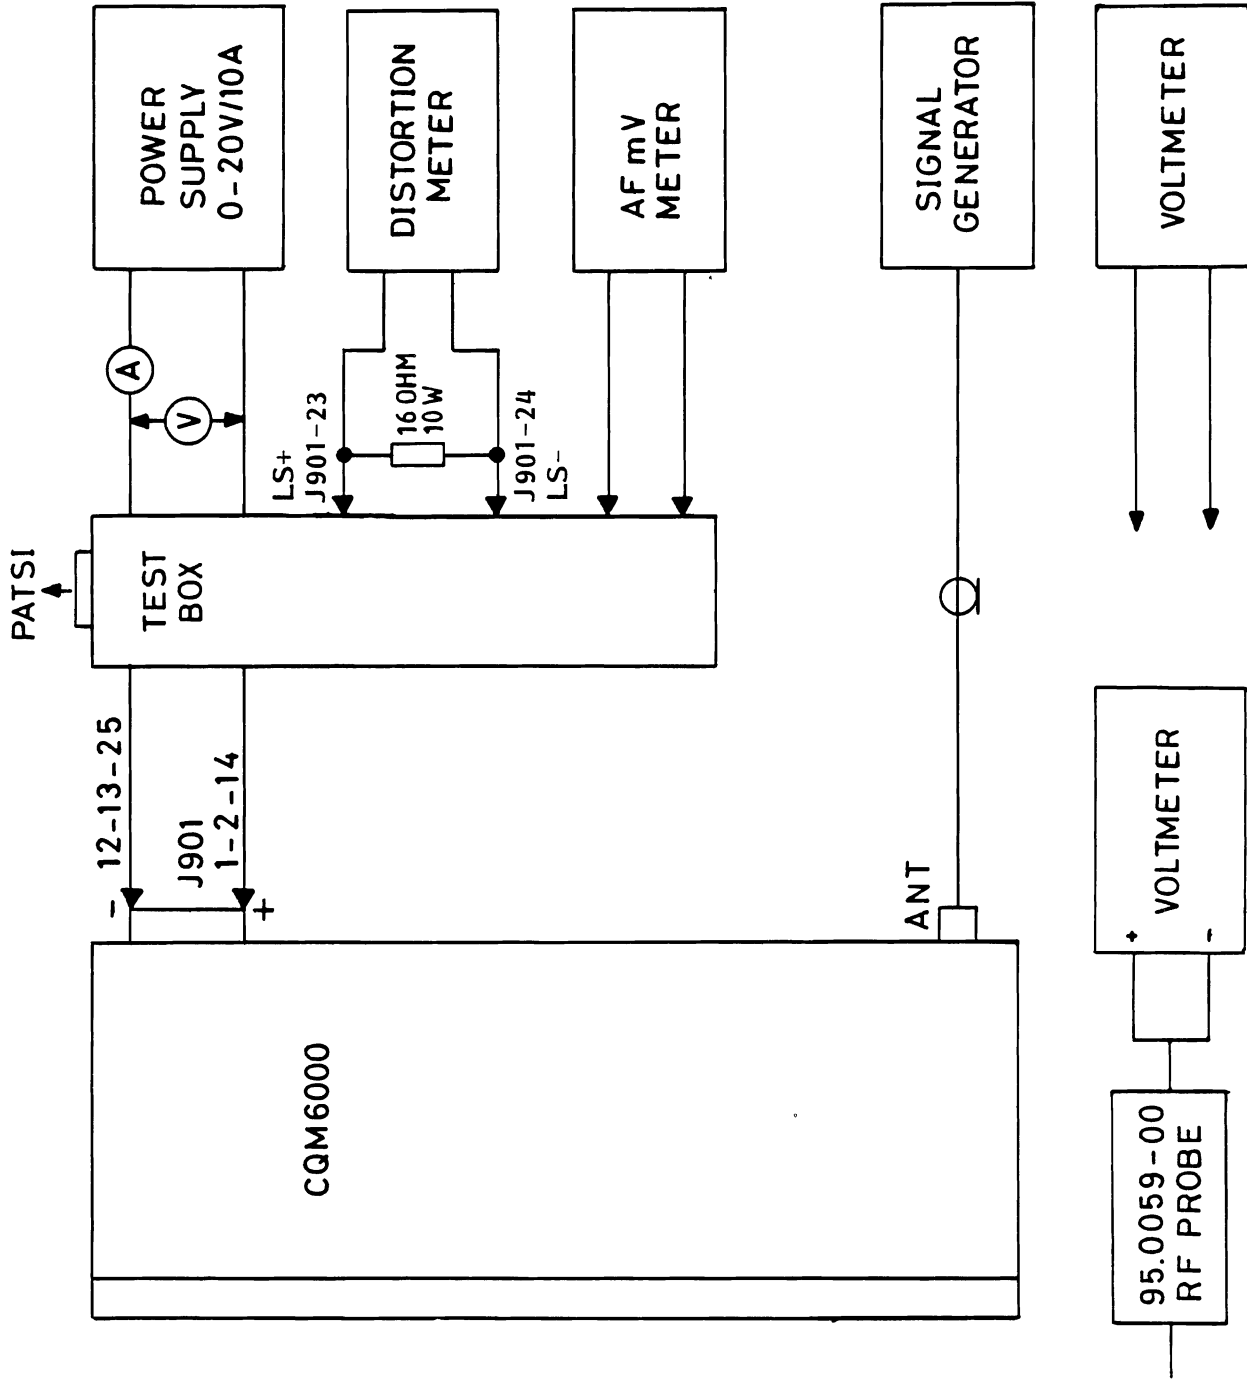 PATSI
TEST
BOX
POWER
SUPPLY
0-20V/10A
A
V
DISTORTION
METER
LS+
J901-23
16 OHM
10W
J901-24
LS-
AF mV
METER
SIGNAL
GENERATOR
VOLTMETER
12-13-25
J901
1-2-14
-
+
CQM6000
ANT
VOLTMETER
+
-
95.0059-00
RF PROBE